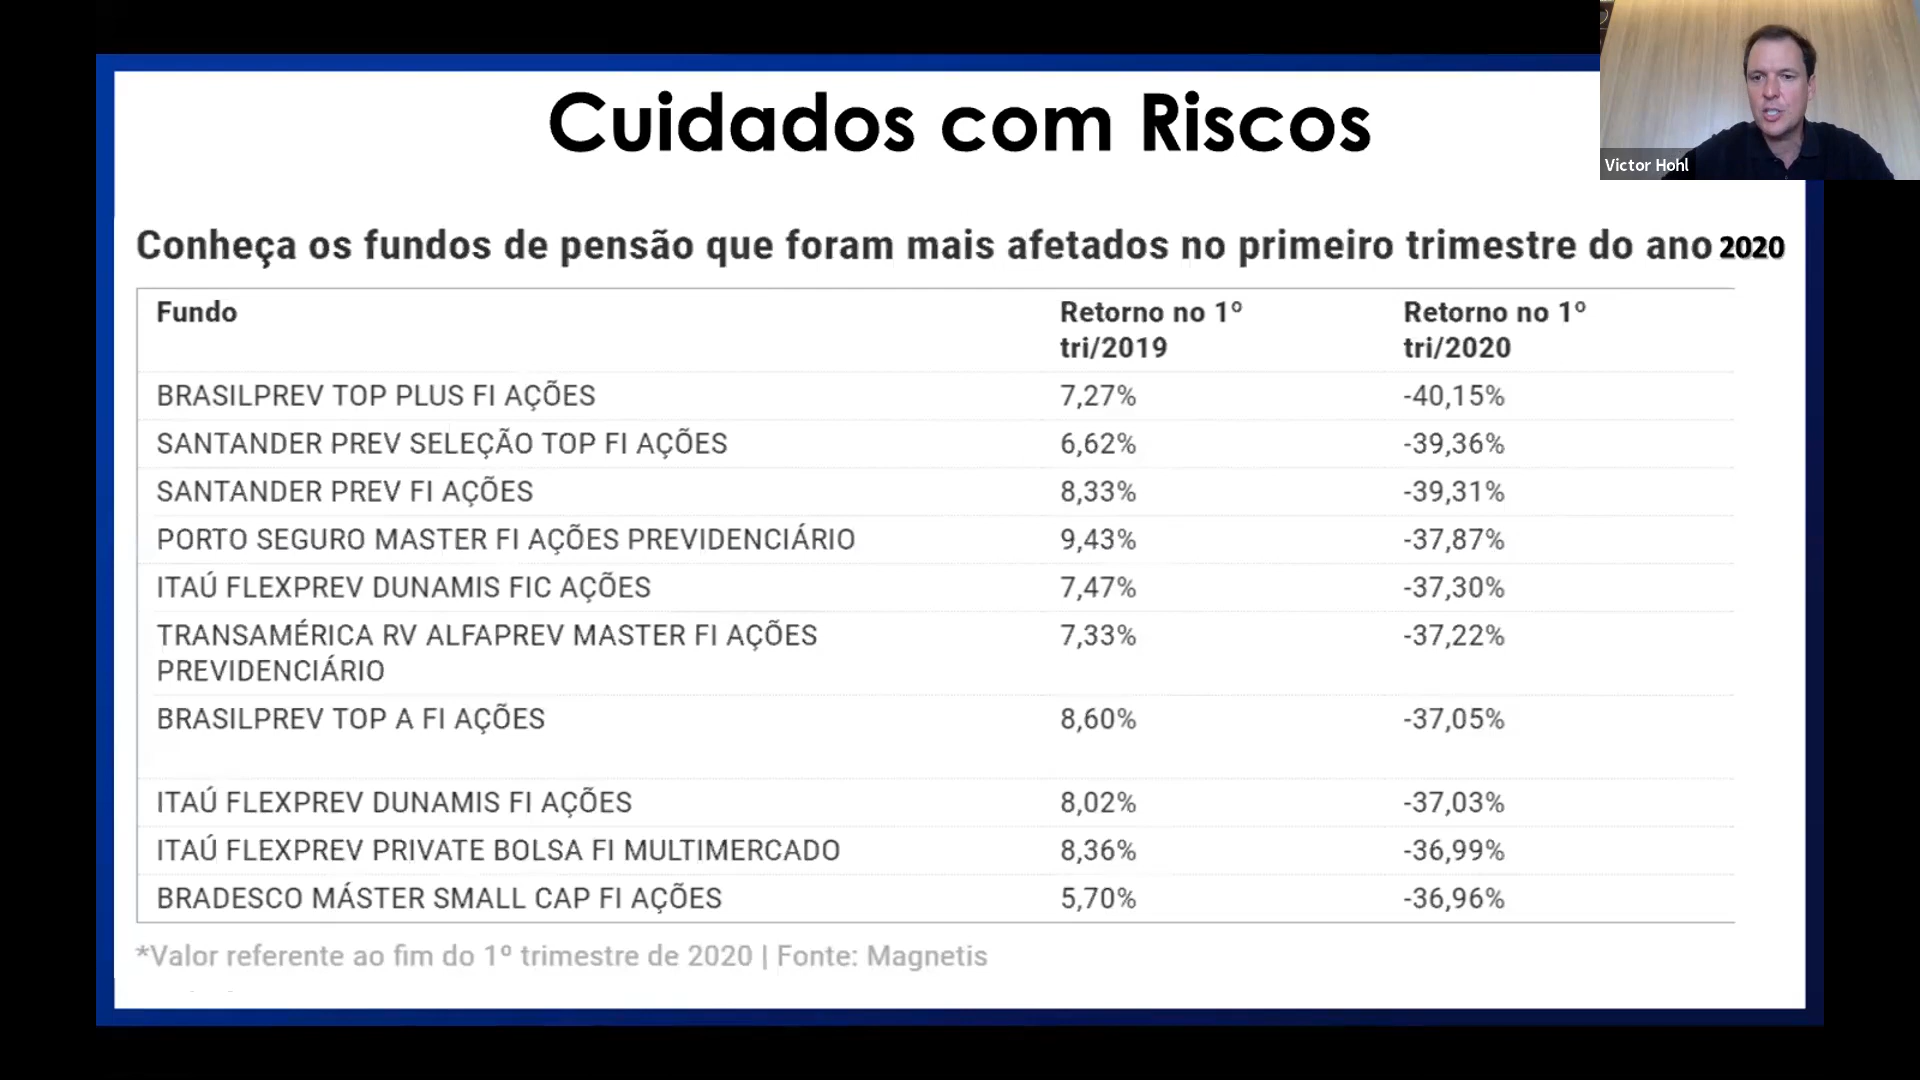 Cuidados com Riscos
Victor Hohl
Conheça os fundos de pensão que foram mais afetados no primeiro trimestre do ano 2020
Fundo Retorno no 1º Retorno no 1º
tri/2019 tri/2020
BRASILPREV TOP PLUS FI AÇÕES 7,27% -40,15%
SANTANDER PREV SELEÇÃO TOP FI AÇÕES 6,62% -39,36%
SANTANDER PREV FI AÇÕES 8,33% -39,31%
PORTO SEGURO MASTER FI AÇÕES PREVIDENCIÁRIO 9,43% -37,87%
ITAÚ FLEXPREV DUNAMIS FIC AÇÕES 7,47% -37,30%
TRANSAMÉRICA RV ALFAPREV MASTER FI AÇÕES 7,33% -37,22%
PREVIDENCIÁRIO
BRASILPREV TOP A FI AÇÕES 8,60% -37,05%
ITAÚ FLEXPREV DUNAMIS FI AÇÕES 8,02% -37,03%
ITAÚ FLEXPREV PRIVATE BOLSA FI MULTIMERCADO 8,36% -36,99%
BRADESCO MÁSTER SMALL CAP FI AÇÕES 5,70% -36,96%
*Valor referente ao fim do 1º trimestre de 2020 | Fonte: Magnetis